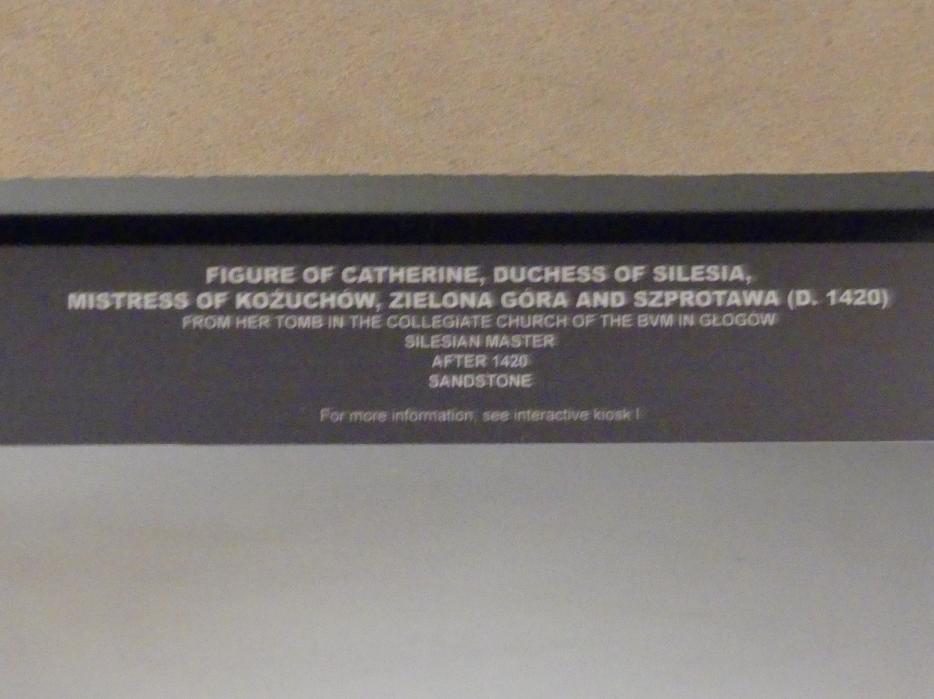 FIGURE OF CATHERINE, DUCHESS OF SILESIA,
MISTRESS OF KOŻUCHÓW, ZIELONA GÓRA AND SZPROTAWA (D. 1420)
FROM HER TOMB IN THE COLLEGIATE CHURCH OF THE BVM IN GŁOGÓW
SILESIAN MASTER
AFTER 1420
SANDSTONE
For more information, see interactive kiosk I